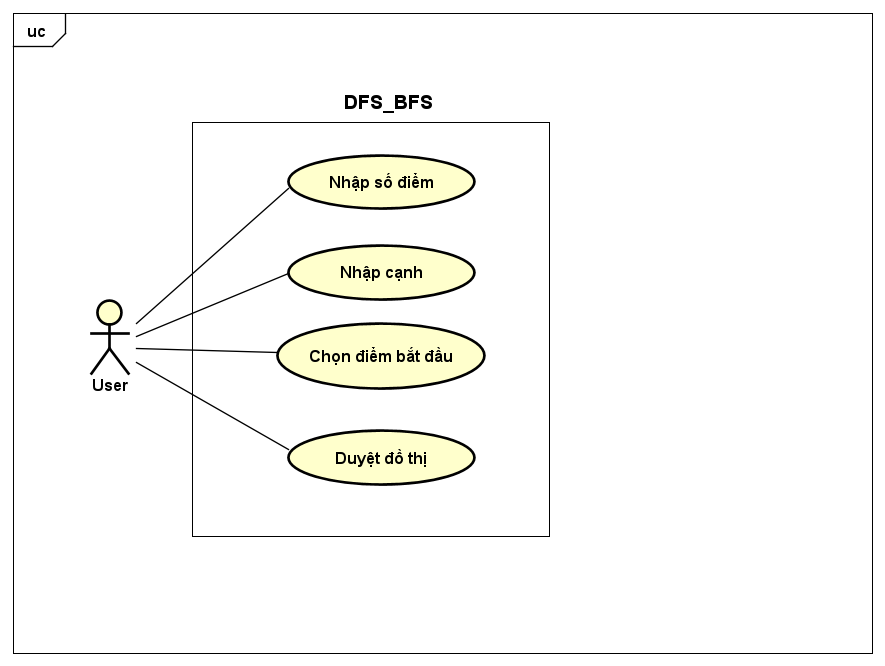 uc
DFS_BFS
Nhập số điểm
Nhập cạnh
Chọn điểm bắt đầu
User
Duyệt đồ thị